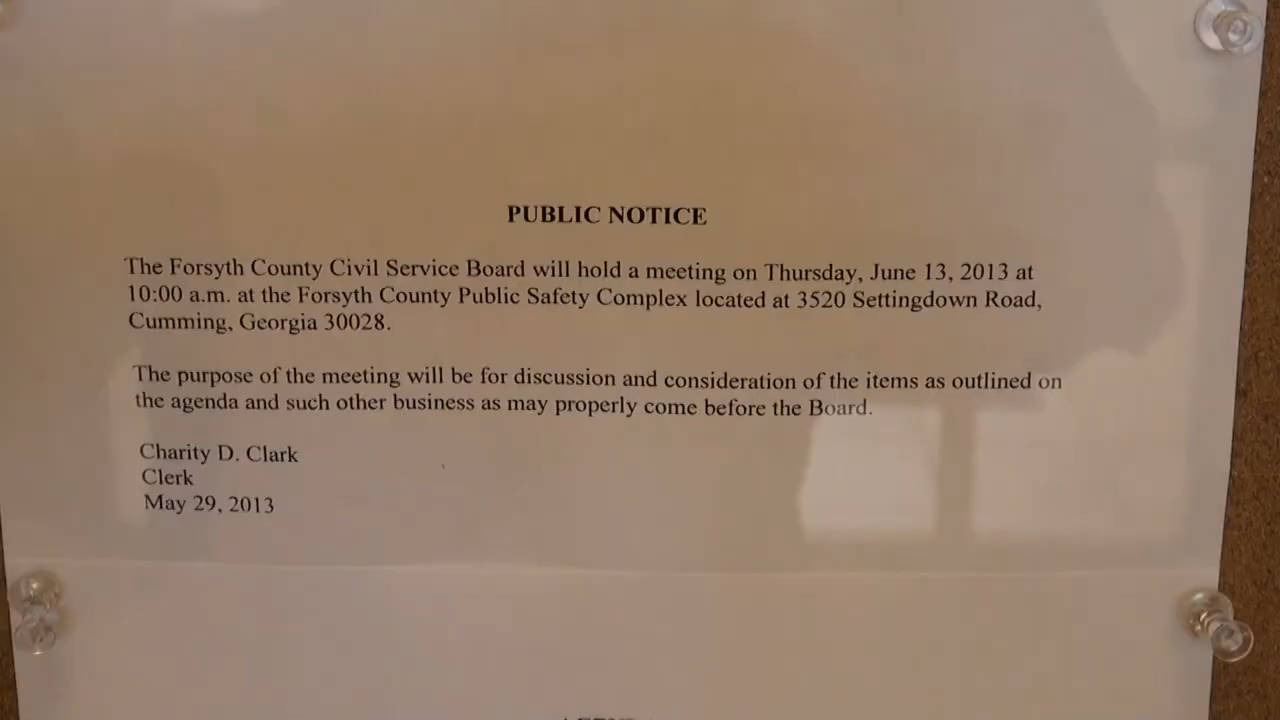 PUBLIC NOTICE
The Forsyth County Civil Service Board will hold a meeting on Thursday, June 13, 2013 at
10:00 a.m. at the Forsyth County Public Safety Complex located at 3520 Settingdown Road,
Cumming, Georgia 30028.
The purpose of the meeting will be for discussion and consideration of the items as outlined on
the agenda and such other business as may properly come before the Board.
Charity D. Clark
Clerk
May 29, 2013